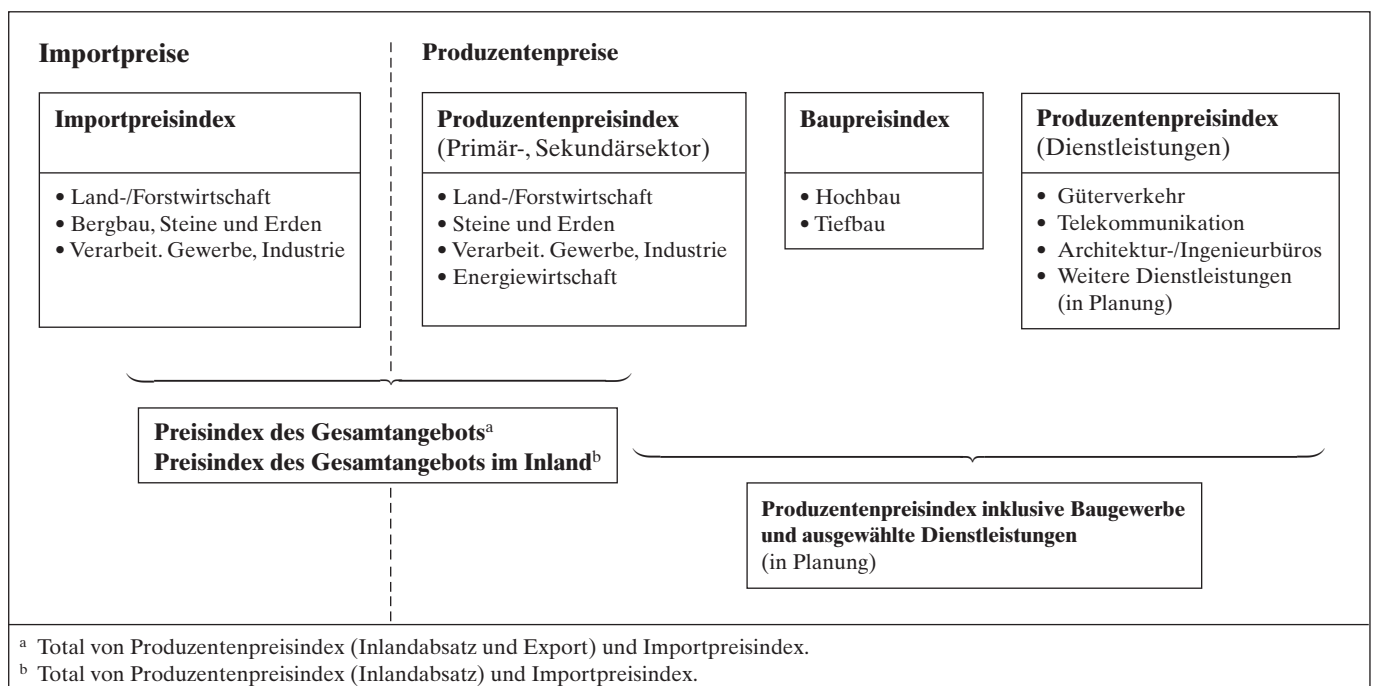 Importpreise
Produzentenpreise
Importpreisindex
• Land-/Forstwirtschaft
• Bergbau, Steine und Erden
• Verarbeit. Gewerbe, Industrie
Produzentenpreisindex
(Primär-, Sekundärsektor)
• Land-/Forstwirtschaft
• Steine und Erden
• Verarbeit. Gewerbe, Industrie
• Energiewirtschaft
Baupreisindex
• Hochbau
• Tiefbau
Produzentenpreisindex
(Dienstleistungen)
• Güterverkehr
• Telekommunikation
• Architektur-/Ingenieurbüros
• Weitere Dienstleistungen
(in Planung)
Preisindex des Gesamtangebotsᵃ
Preisindex des Gesamtangebots im Inlandᵇ
Produzentenpreisindex inklusive Baugewerbe
und ausgewählte Dienstleistungen
(in Planung)
ᵃ Total von Produzentenpreisindex (Inlandabsatz und Export) und Importpreisindex.
ᵇ Total von Produzentenpreisindex (Inlandabsatz) und Importpreisindex.